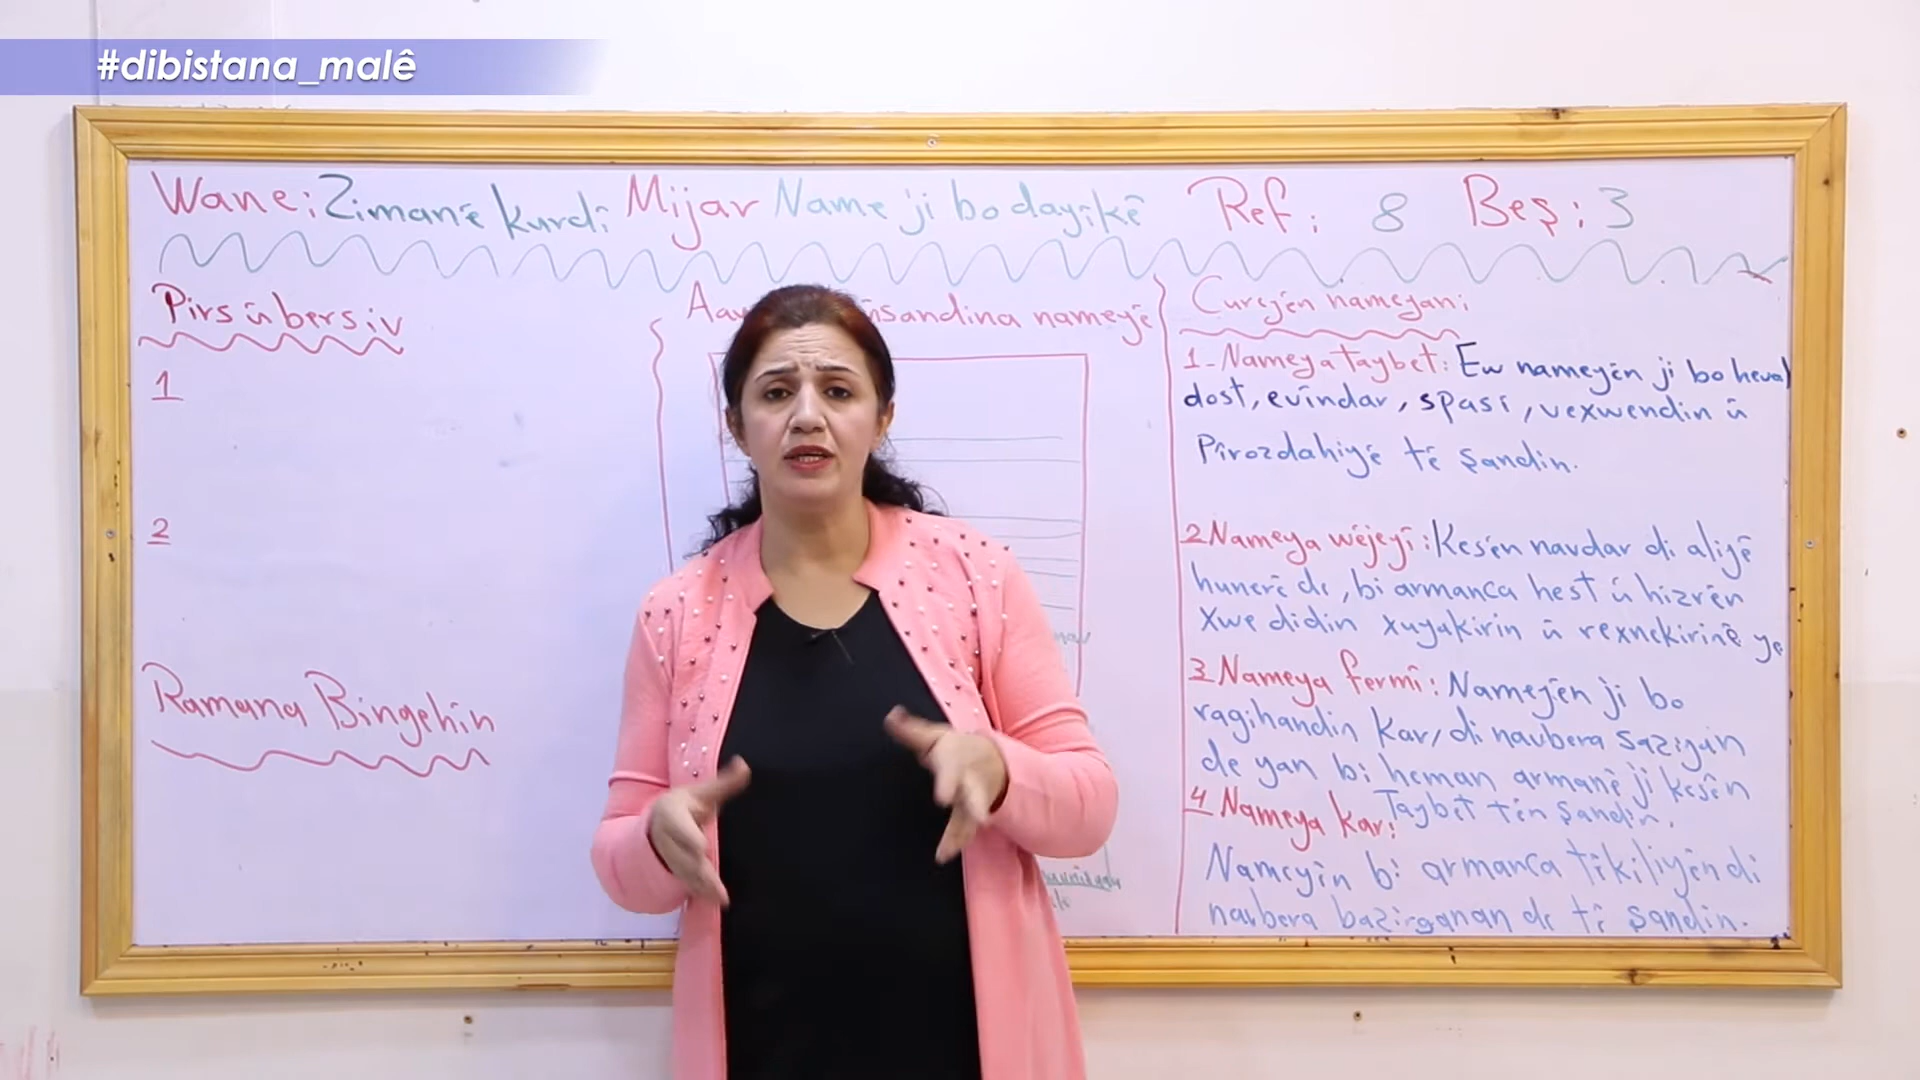 #dibistana_malê
Wane: Zimanê kurdî Mijar Name ji bo dayîkê Ref: 8 Beş: 3
Pirs û bersiv
1
2
Ramana Bingehîn
nameyê
Cureyên nameyan:
1- Nameya taybet: Ew nameyên ji bo heval
dost, evîndar, spasî, vexwendin û
Pîrozdahiyê tê şandin.
2 Nameya wêjeyî: Kesên navdar di aliyê
hunerê de, bi armanca hest û hizrên
xwe didin xuyakirin û rexnekirinê ye
3 Nameya fermî: Nameyên ji bo
ragihandin kar, di navbera saziyan
de yan bi heman armanê ji kesên
Taybet tên şandin.
4 Nameya kar:
Nameyîn bi armanca têkiliyên di
navbera bazirganan de tê şandin.